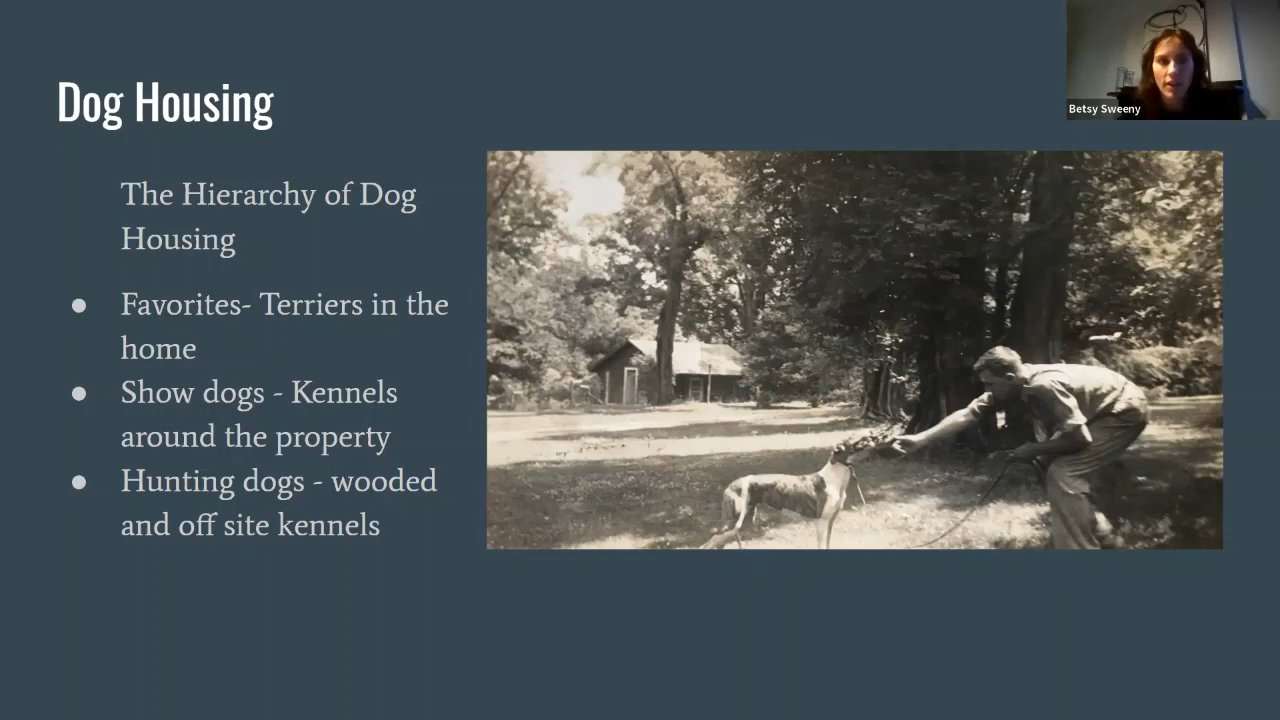 Dog Housing
Betsy Sweeny
The Hierarchy of Dog
Housing
● Favorites- Terriers in the
home
● Show dogs - Kennels
around the property
● Hunting dogs - wooded
and off site kennels